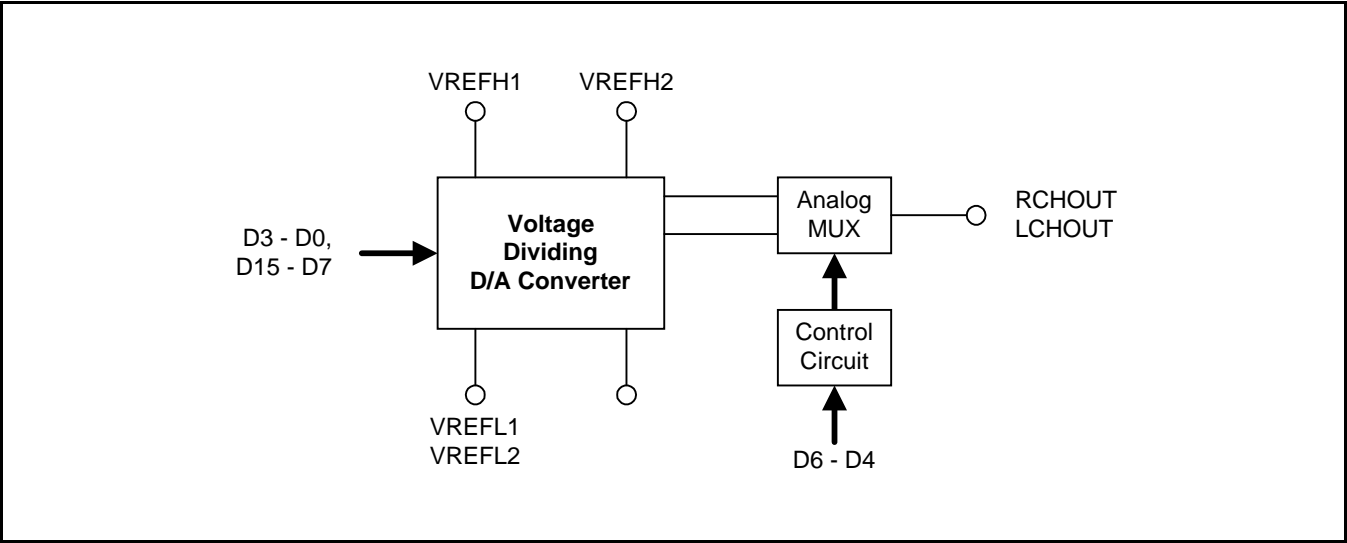 VREFH1
VREFH2
D3 - D0,
D15 - D7
Voltage
Dividing
D/A Converter
Analog
MUX
RCHOUT
LCHOUT
Control
Circuit
VREFL1
VREFL2
D6 - D4